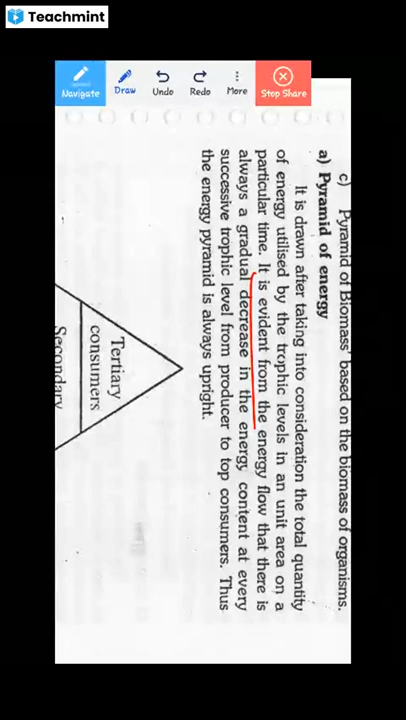 Teachmint
Navigate
Draw
Undo
Redo
More
Stop Share
c) Pyramid of Biomass' based on the biomass of organisms.
a) Pyramid of energy
It is drawn after taking into consideration the total quantity
of energy utilised by the trophic levels in an unit area on a
particular time. It is evident from the energy flow that there is
always a gradual decrease in the energy content at every
successive trophic level from producer to top consumers. Thus
the energy pyramid is always upright.
Tertiary
consumers
Secondary